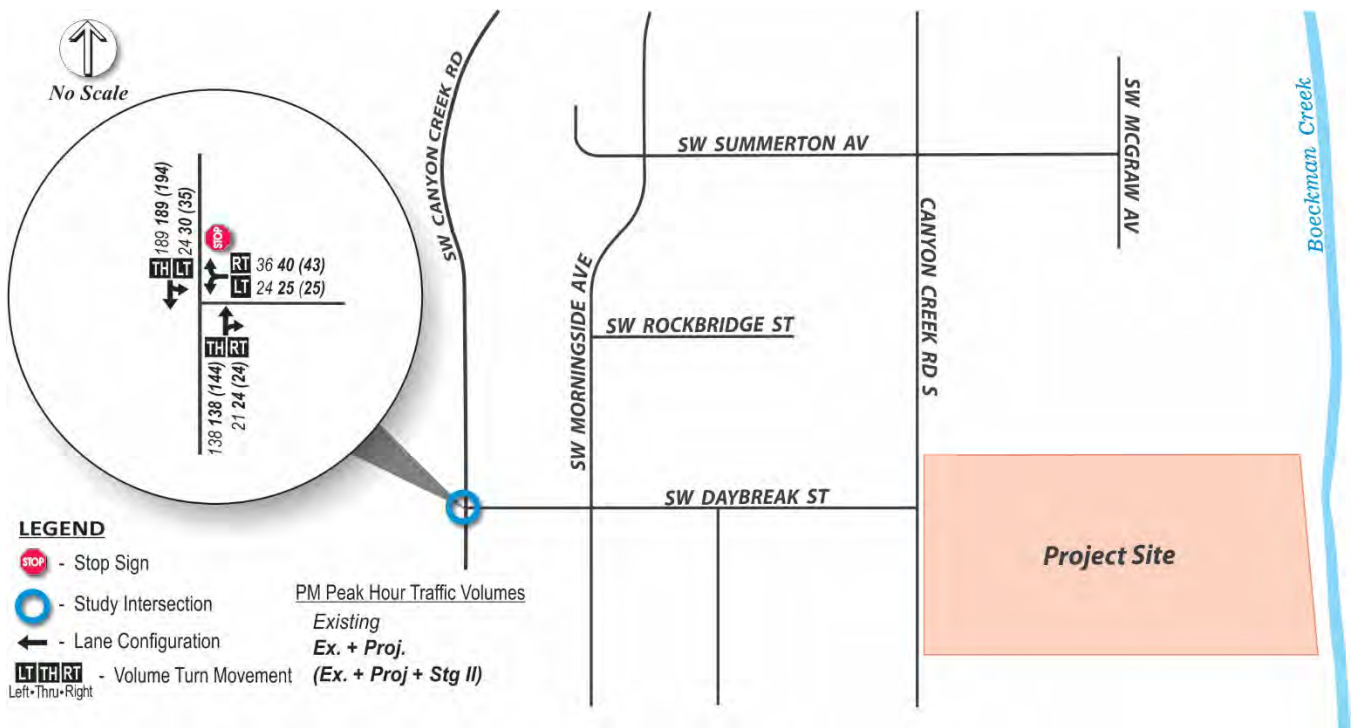 No Scale
SW CANYON CREEK RD
SW SUMMERTON AV
SW MCGRAW AV
Boeckman Creek
189 189 (194)
24 30 (35)
TH LT
STOP
RT 36 40 (43)
LT 24 25 (25)
TH RT
138 138 (144)
21 24 (24)
SW MORNINGSIDE AVE
SW ROCKBRIDGE ST
CANYON CREEK RD S
SW DAYBREAK ST
Project Site
LEGEND
STOP - Stop Sign
- Study Intersection
- Lane Configuration
LT TH RT - Volume Turn Movement
Left•Thru•Right
PM Peak Hour Traffic Volumes
Existing
Ex. + Proj.
(Ex. + Proj + Stg II)